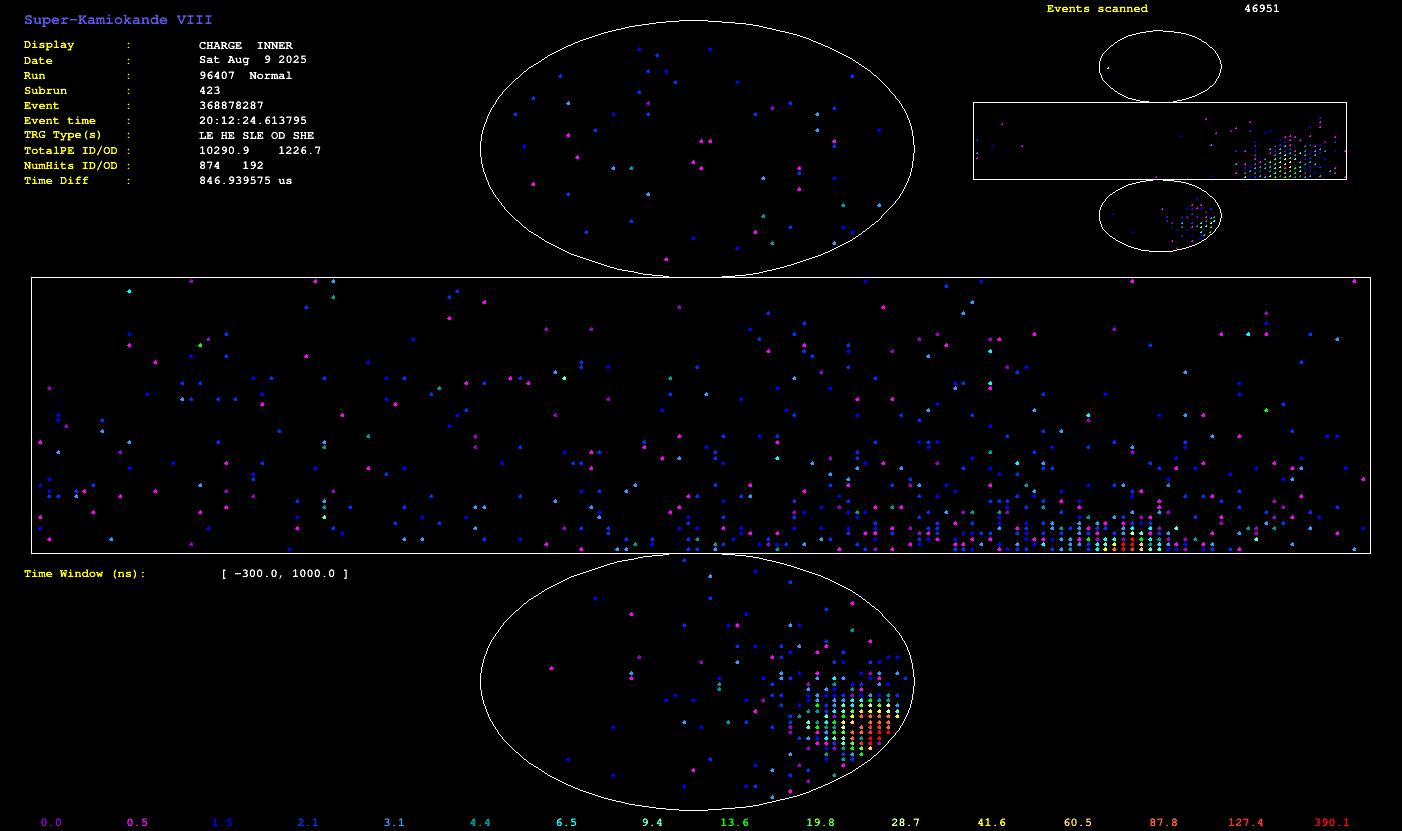 Super-Kamiokande VIII
Display : CHARGE INNER
Date : Sat Aug 9 2025
Run : 96407 Normal
Subrun : 423
Event : 368878287
Event time : 20:12:24.613795
TRG Type(s) : LE HE SLE OD SHE
TotalPE ID/OD : 10290.9 1226.7
NumHits ID/OD : 874 192
Time Diff : 846.939575 us
Events scanned 46951
Time Window (ns): [ -300.0, 1000.0 ]
0.0 0.5 1.5 2.1 3.1 4.4 6.5 9.4 13.6 19.8 28.7 41.6 60.5 87.8 127.4 390.1